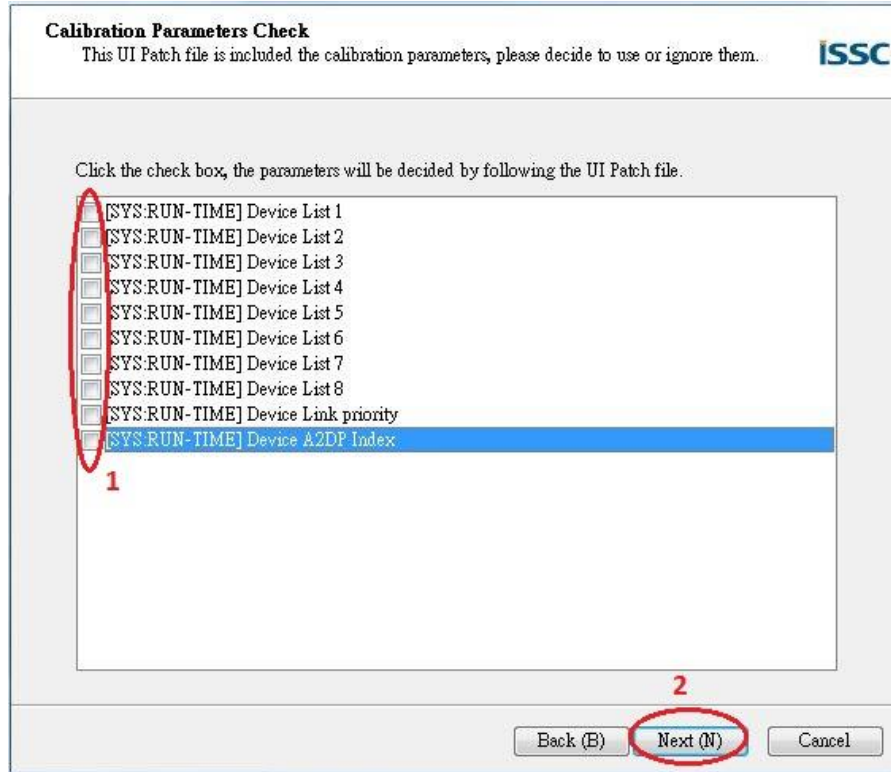 Calibration Parameters Check
This UI Patch file is included the calibration parameters, please decide to use or ignore them.
ISSC
Click the check box, the parameters will be decided by following the UI Patch file.
[SYS:RUN-TIME] Device List 1
[SYS:RUN-TIME] Device List 2
[SYS:RUN-TIME] Device List 3
[SYS:RUN-TIME] Device List 4
[SYS:RUN-TIME] Device List 5
[SYS:RUN-TIME] Device List 6
[SYS:RUN-TIME] Device List 7
[SYS:RUN-TIME] Device List 8
[SYS:RUN-TIME] Device Link priority
[SYS:RUN-TIME] Device A2DP Index
1
2
Back (B)
Next (N)
Cancel